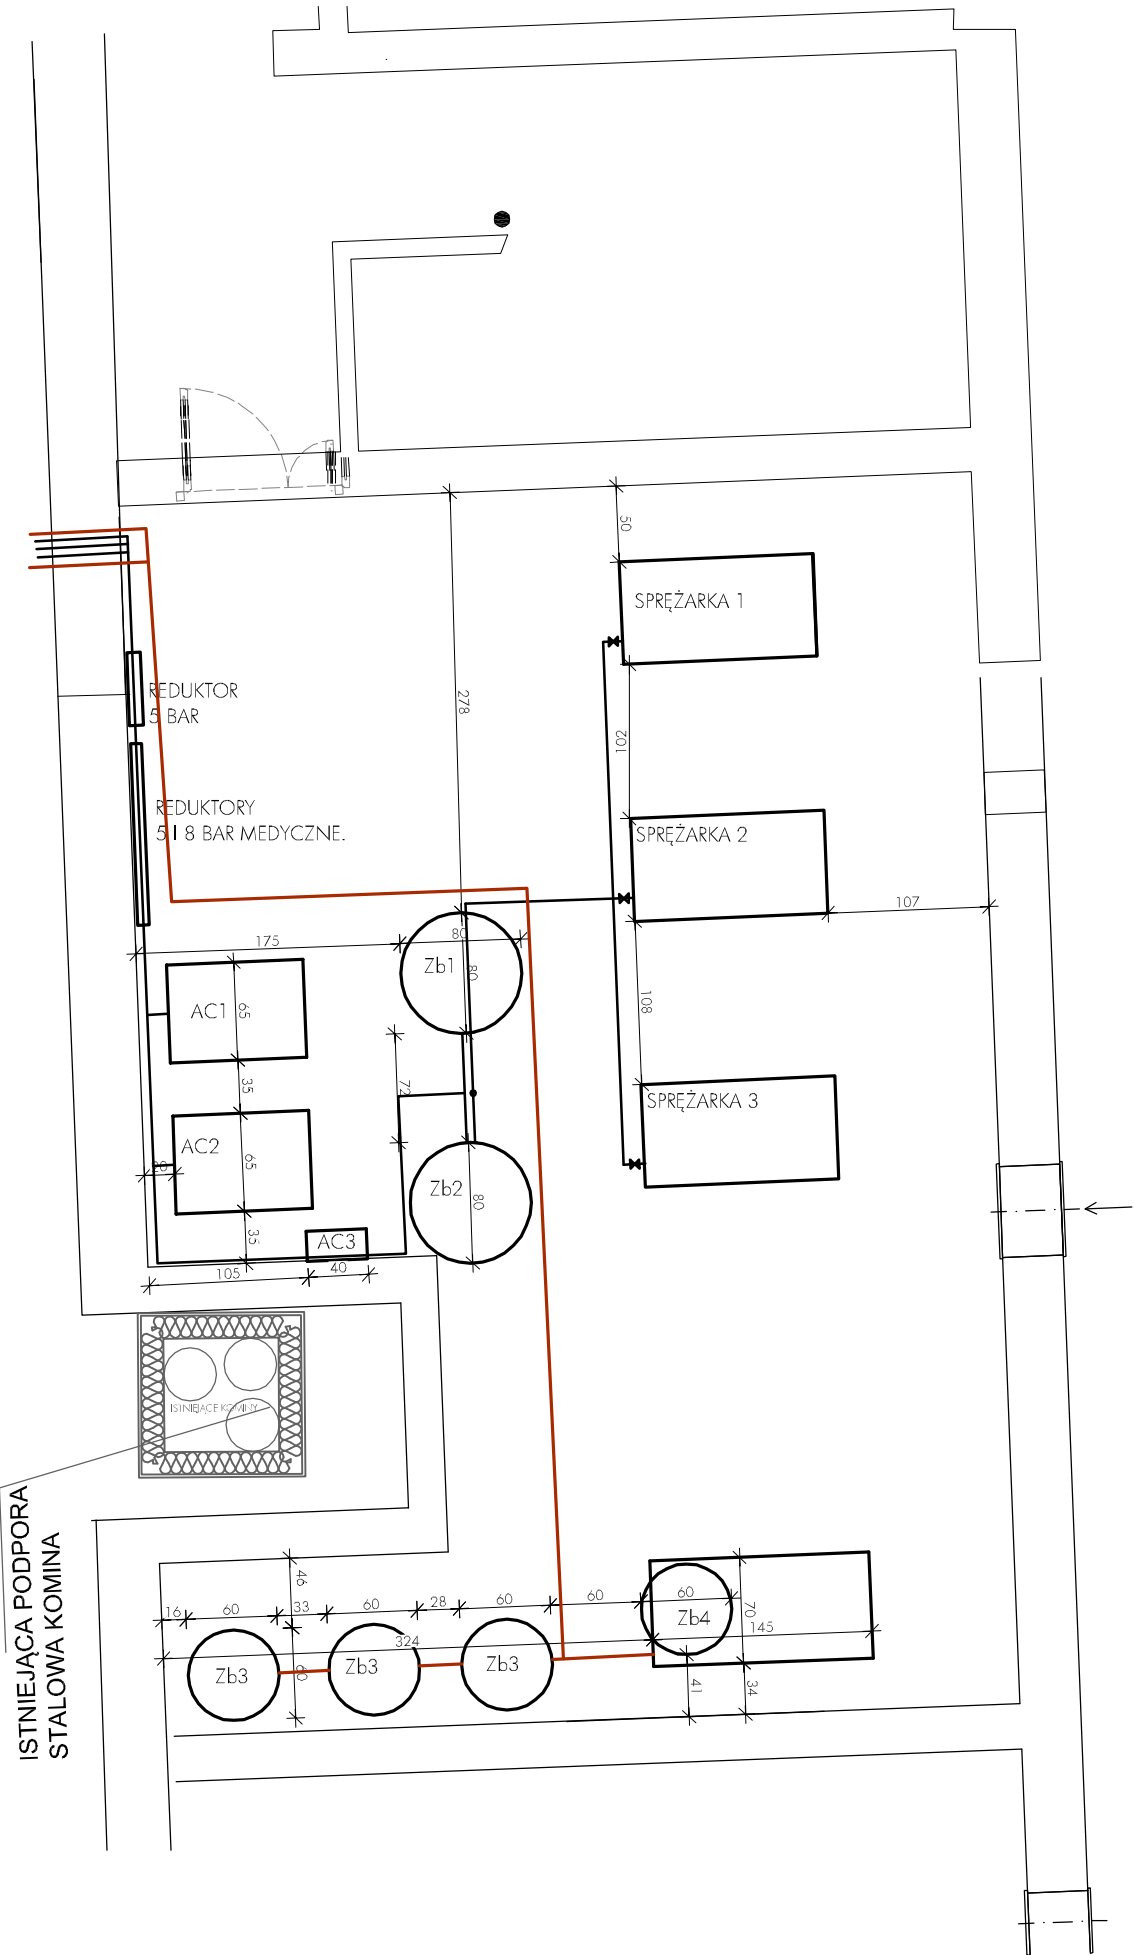 50
SPRĘŻARKA 1
REDUKTOR
5 BAR
278
102
REDUKTORY
5 I 8 BAR MEDYCZNE.
SPRĘŻARKA 2
107
175
80
Zb1
80
AC1
65
108
35
72
SPRĘŻARKA 3
AC2
20
65
Zb2
80
35
AC3
105
40
ISTNIEJĄCE KOMINY
ISTNIEJĄCA PODPORA
STALOWA KOMINA
46
16
60
33
60
28
60
60
60
70
Zb4
145
324
Zb3
60
Zb3
Zb3
41
34